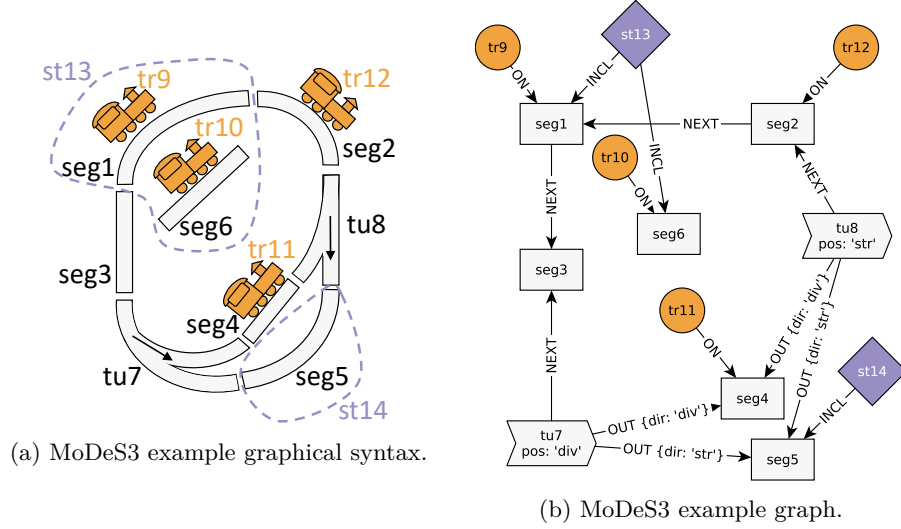 st13
tr9
tr12
tr10
seg1
seg2
seg6
tu8
seg3
tr11
seg4
tu7
seg5
st14
(a) MoDeS3 example graphical syntax.
tr9
st13
tr12
ON
INCL
ON
seg1
NEXT
seg2
tr10
INCL
NEXT
ON
NEXT
seg6
tu8
pos: 'str'
seg3
tr11
OUT {dir: 'div'}
OUT {dir: 'str'}
NEXT
ON
st14
seg4
INCL
OUT {dir: 'div'}
tu7
pos: 'div'
OUT {dir: 'str'}
seg5
(b) MoDeS3 example graph.